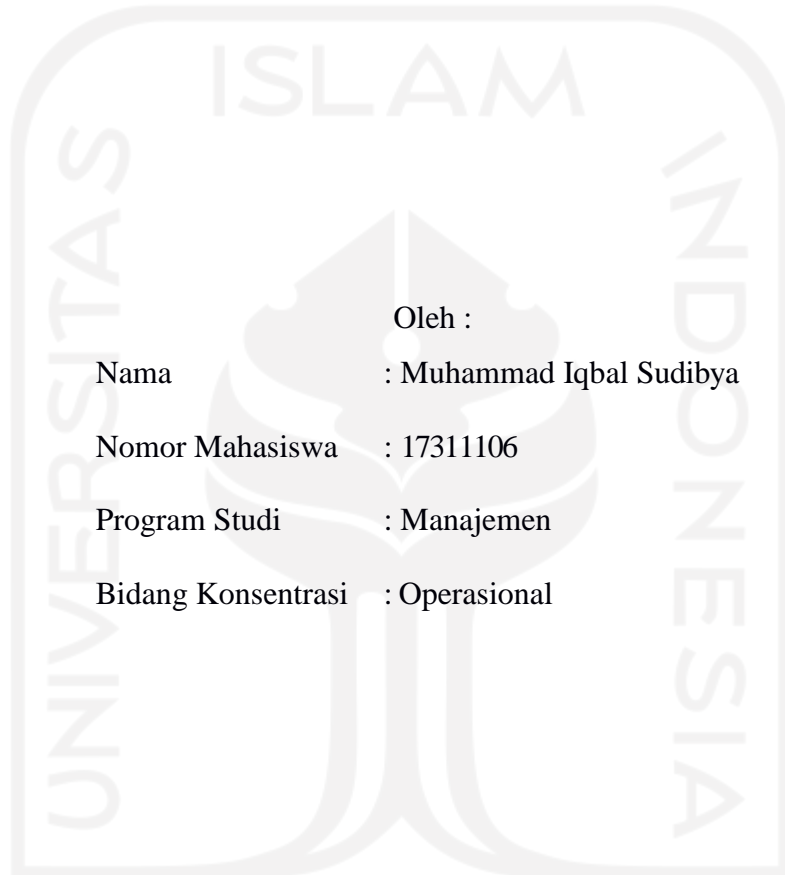 ISLAM
UNIVERSITAS
INDONESIA
Oleh :
Nama : Muhammad Iqbal Sudibya
Nomor Mahasiswa : 17311106
Program Studi : Manajemen
Bidang Konsentrasi : Operasional